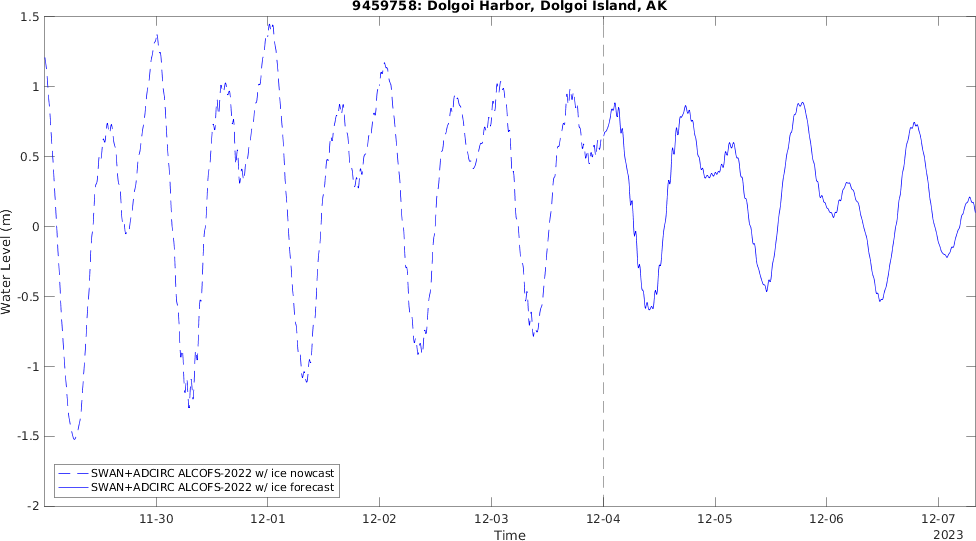 9459758: Dolgoi Harbor, Dolgoi Island, AK
1.5
1
0.5
0
-0.5
-1
-1.5
-2
Water Level (m)
SWAN+ADCIRC ALCOFS-2022 w/ ice nowcast
SWAN+ADCIRC ALCOFS-2022 w/ ice forecast
11-30 12-01 12-02 12-03 12-04 12-05 12-06 12-07
Time
2023